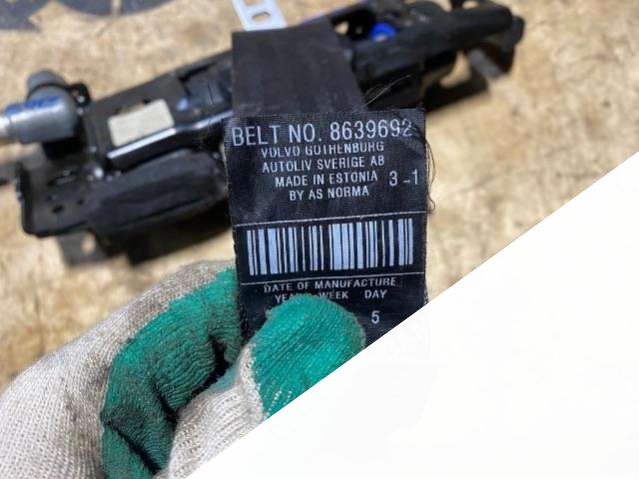 BELT NO. 8639692
VOLVO GOTHENBURG
AUTOLIV SVERIGE AB
MADE IN ESTONIA 3-1
BY AS NORMA
DATE OF MANUFACTURE
YEAR WEEK DAY
5